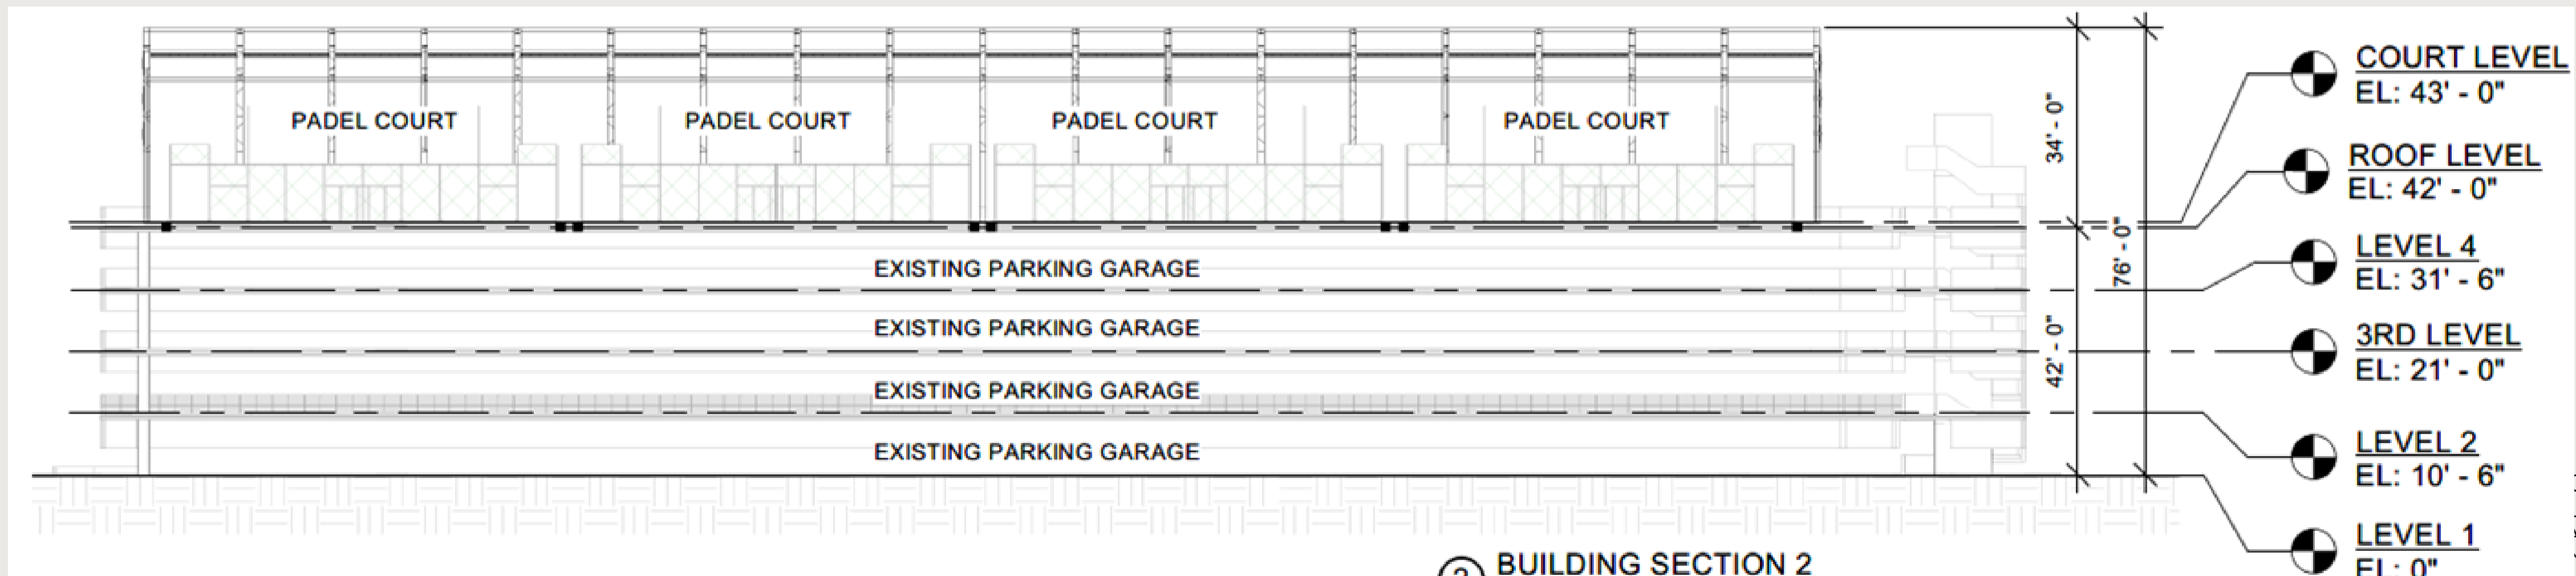 PADEL COURT
PADEL COURT
PADEL COURT
PADEL COURT
EXISTING PARKING GARAGE
EXISTING PARKING GARAGE
EXISTING PARKING GARAGE
EXISTING PARKING GARAGE
34' - 0"
76' - 0"
42' - 0"
COURT LEVEL
EL: 43' - 0"
ROOF LEVEL
EL: 42' - 0"
LEVEL 4
EL: 31' - 6"
3RD LEVEL
EL: 21' - 0"
LEVEL 2
EL: 10' - 6"
LEVEL 1
EL: 0"
BUILDING SECTION 2